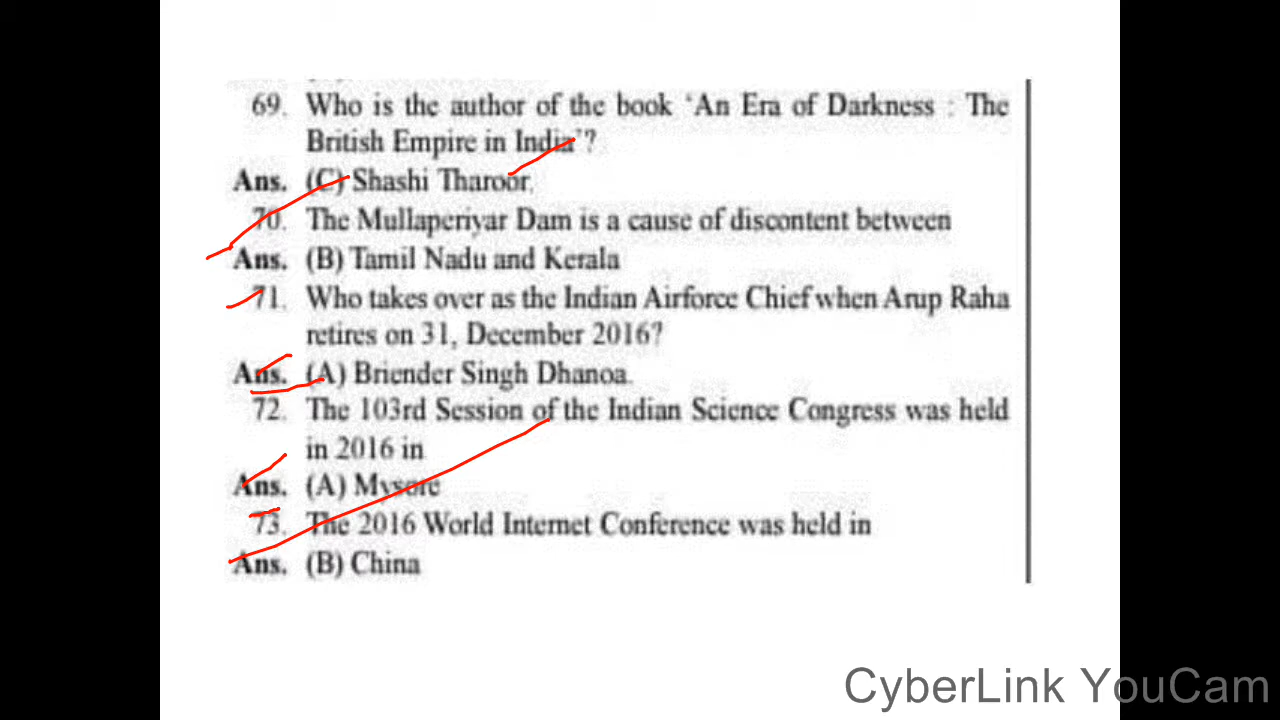 69. Who is the author of the book 'An Era of Darkness : The
British Empire in India'?
Ans. (C) Shashi Tharoor.
70. The Mullaperiyar Dam is a cause of discontent between
Ans. (B) Tamil Nadu and Kerala
71. Who takes over as the Indian Airforce Chief when Arup Raha
retires on 31, December 2016?
Ans. (A) Briender Singh Dhanoa.
72. The 103rd Session of the Indian Science Congress was held
in 2016 in
Ans. (A) Mysore
73. The 2016 World Internet Conference was held in
Ans. (B) China
CyberLink YouCam